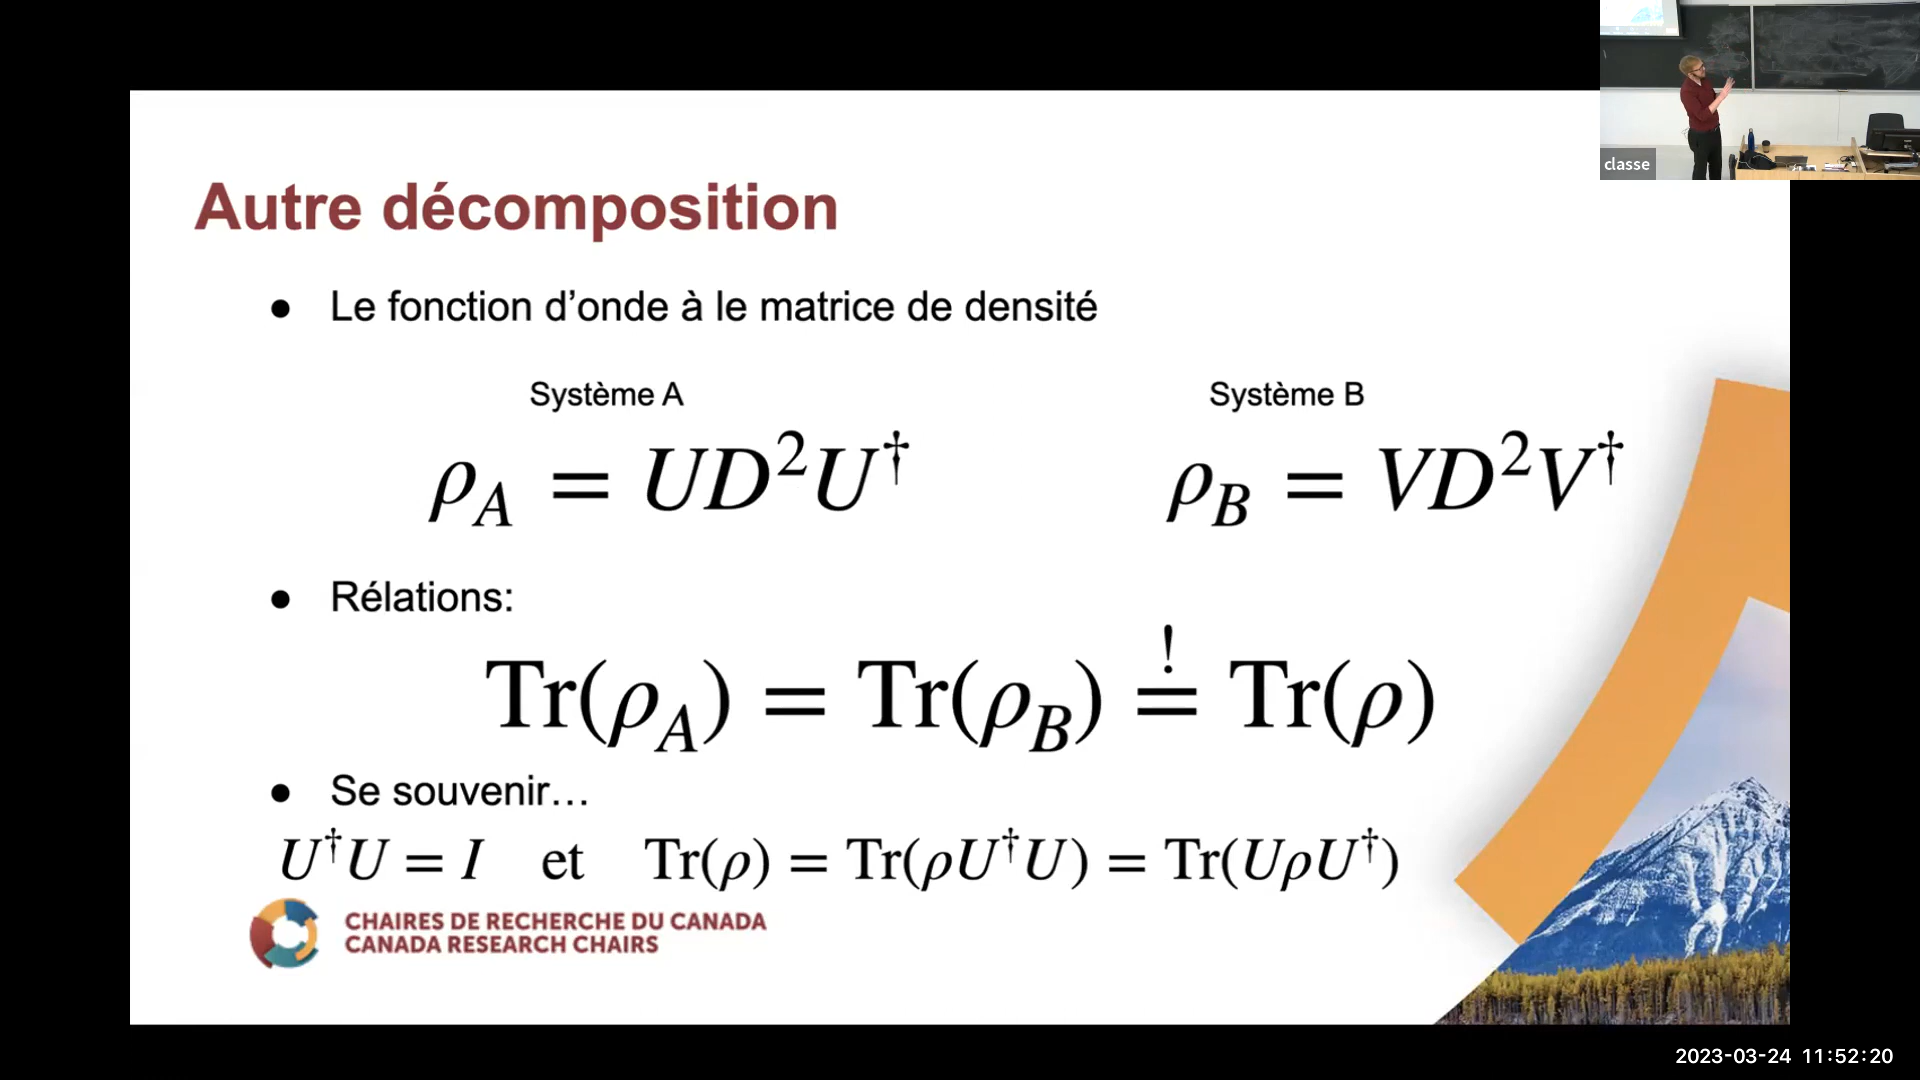 classe
Autre décomposition
● Le fonction d’onde à le matrice de densité
Système A
Système B
ρ_A = UD²U†
ρ_B = VD²V†
● Rélations:
Tr(ρ_A) = Tr(ρ_B) =^! Tr(ρ)
● Se souvenir…
U†U = I et Tr(ρ) = Tr(ρU†U) = Tr(UρU†)
CHAIRES DE RECHERCHE DU CANADA
CANADA RESEARCH CHAIRS
2023-03-24 11:52:20